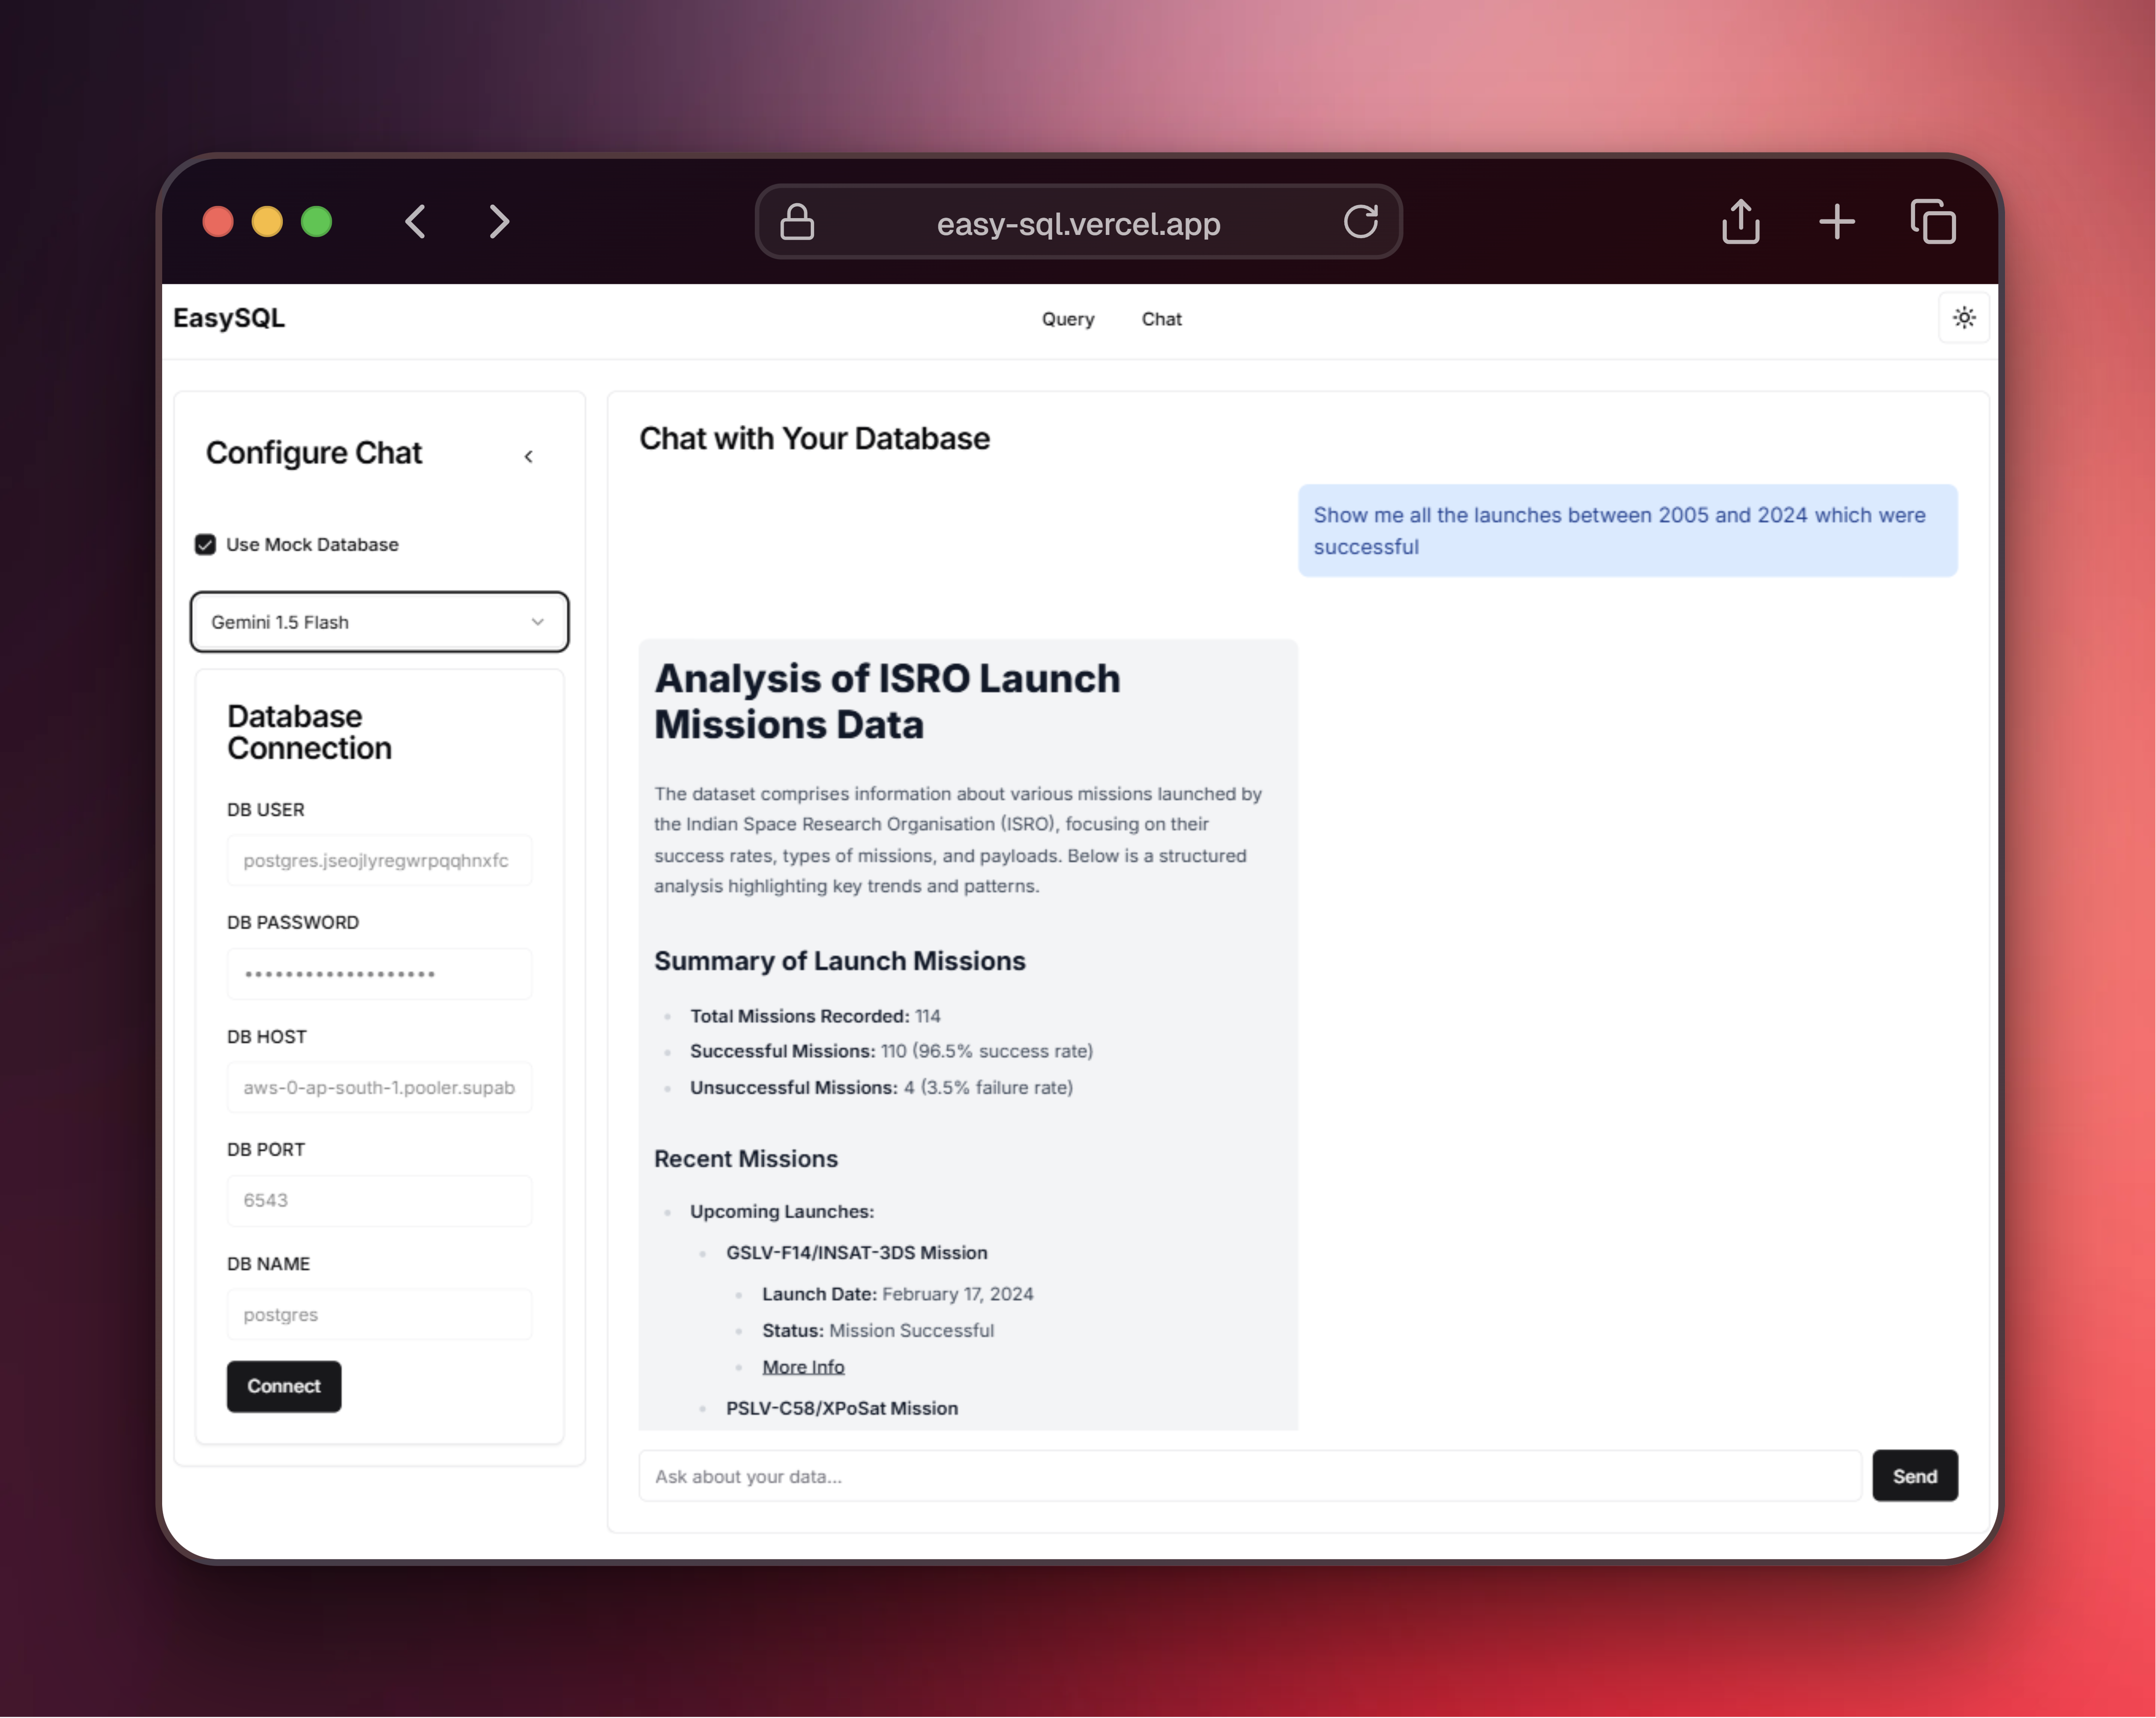 easy-sql.vercel.app
EasySQL
Query
Chat
Configure Chat
Use Mock Database
Gemini 1.5 Flash
Database
Connection
DB USER
postgres.jseojlyregwrpqqhnxfc
DB PASSWORD
•••••••••••••••••••
DB HOST
aws-0-ap-south-1.pooler.supab
DB PORT
6543
DB NAME
postgres
Connect
Chat with Your Database
Show me all the launches between 2005 and 2024 which were
successful
Analysis of ISRO Launch
Missions Data
The dataset comprises information about various missions launched by
the Indian Space Research Organisation (ISRO), focusing on their
success rates, types of missions, and payloads. Below is a structured
analysis highlighting key trends and patterns.
Summary of Launch Missions
Total Missions Recorded: 114
Successful Missions: 110 (96.5% success rate)
Unsuccessful Missions: 4 (3.5% failure rate)
Recent Missions
Upcoming Launches:
GSLV-F14/INSAT-3DS Mission
Launch Date: February 17, 2024
Status: Mission Successful
More Info
PSLV-C58/XPoSat Mission
Ask about your data...
Send